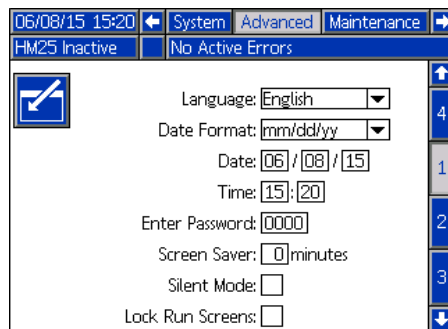 06/08/15 15:20 System Advanced Maintenance
HM25 Inactive No Active Errors
Language: English
Date Format: mm/dd/yy
Date: 06 / 08 / 15
Time: 15 : 20
Enter Password: 0000
Screen Saver: 0 minutes
Silent Mode:
Lock Run Screens:
4
1
2
3